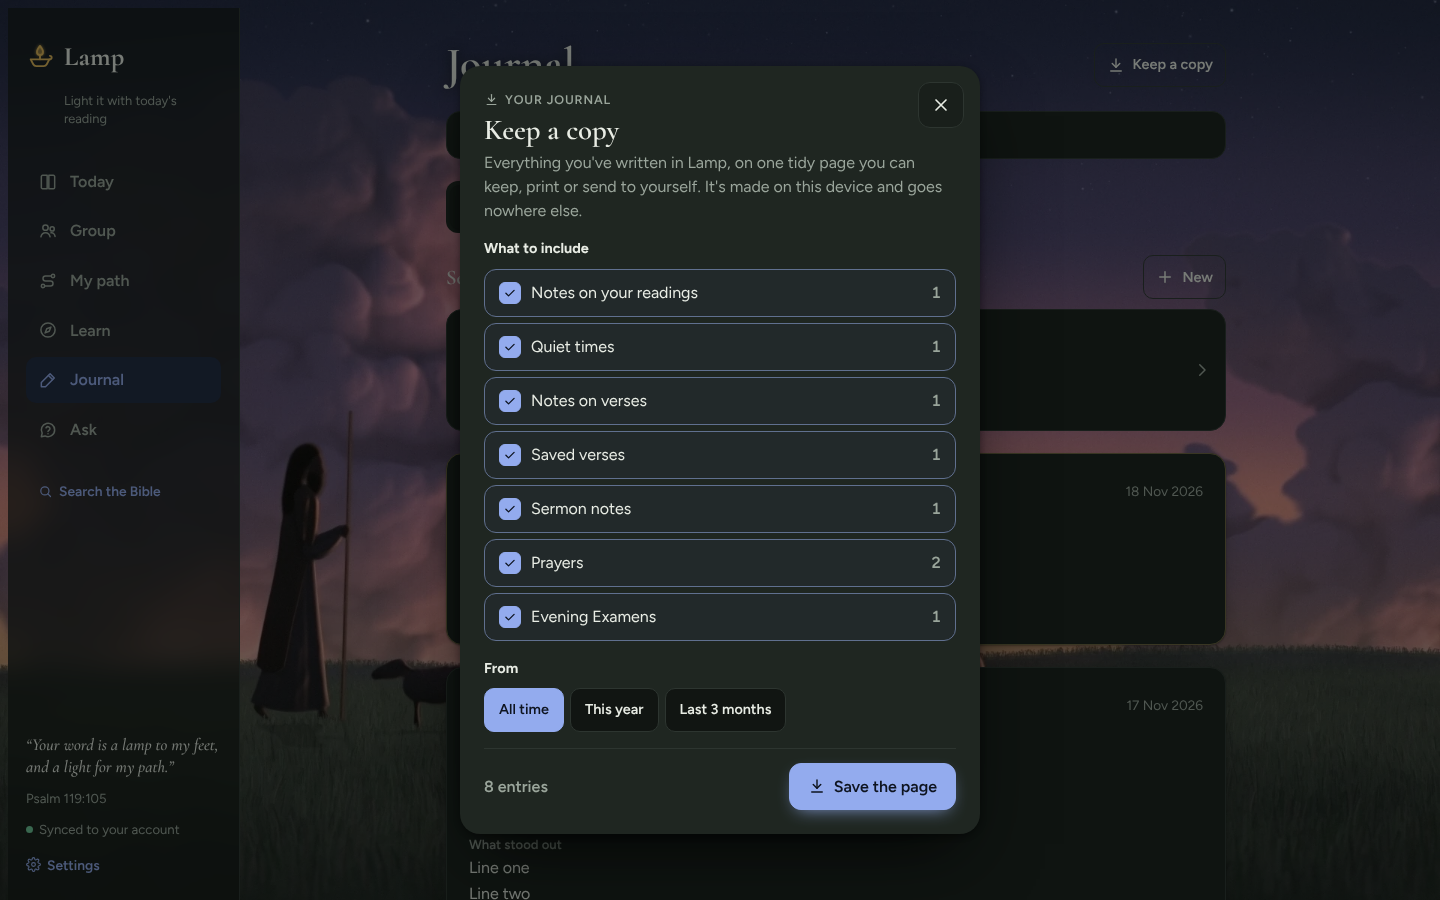 Lamp
Light it with today's
reading
Today
Group
My path
Learn
Journal
Ask
Search the Bible
“Your word is a lamp to my feet,
and a light for my path.”
Psalm 119:105
Synced to your account
Settings
Journal
Keep a copy
YOUR JOURNAL
Keep a copy
Everything you've written in Lamp, on one tidy page you can
keep, print or send to yourself. It's made on this device and goes
nowhere else.
What to include
Notes on your readings 1
Quiet times 1
Notes on verses 1
Saved verses 1
Sermon notes 1
Prayers 2
Evening Examens 1
From
All time This year Last 3 months
8 entries Save the page
New
18 Nov 2026
17 Nov 2026
What stood out
Line one
Line two